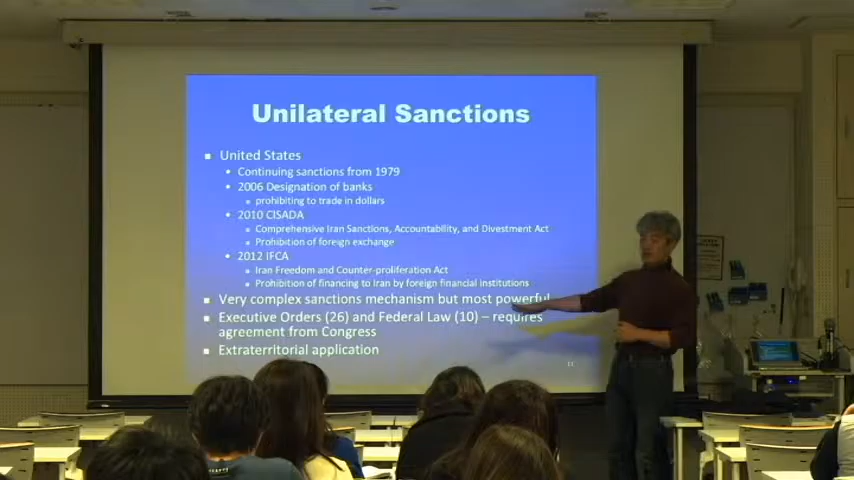 Unilateral Sanctions
▪ United States
• Continuing sanctions from 1979
• 2006 Designation of banks
▫ prohibiting to trade in dollars
• 2010 CISADA
▫ Comprehensive Iran Sanctions, Accountability, and Divestment Act
▫ Prohibition of foreign exchange
• 2012 IFCA
▫ Iran Freedom and Counter-proliferation Act
▫ Prohibition of financing to Iran by foreign financial institutions
▪ Very complex sanctions mechanism but most powerful
▪ Executive Orders (26) and Federal Law (10) – requires
agreement from Congress
▪ Extraterritorial application